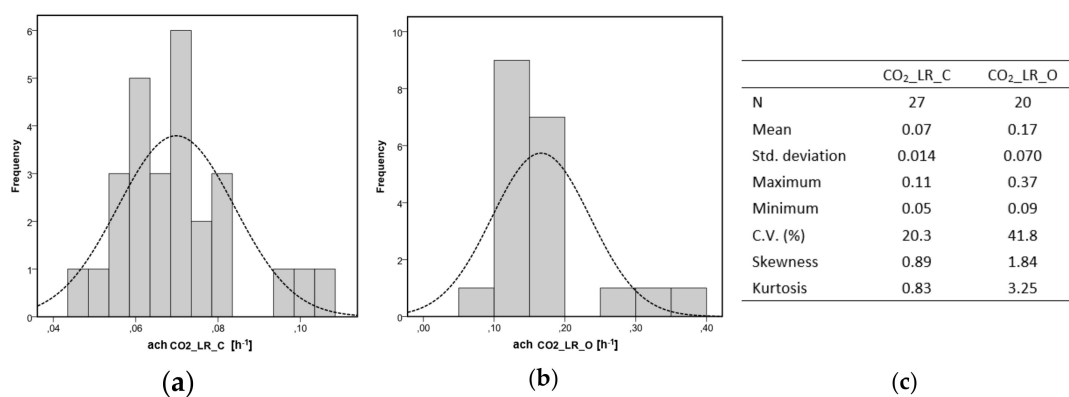 6
5
4
3
2
1
0
Frequency
,04
,06
,08
,10
ach CO2_LR_C [h-1]
(a)
10
8
6
4
2
0
Frequency
,00
,10
,20
,30
,40
ach CO2_LR_O [h-1]
(b)
CO₂_LR_C CO₂_LR_O
N 27 20
Mean 0.07 0.17
Std. deviation 0.014 0.070
Maximum 0.11 0.37
Minimum 0.05 0.09
C.V. (%) 20.3 41.8
Skewness 0.89 1.84
Kurtosis 0.83 3.25
(c)